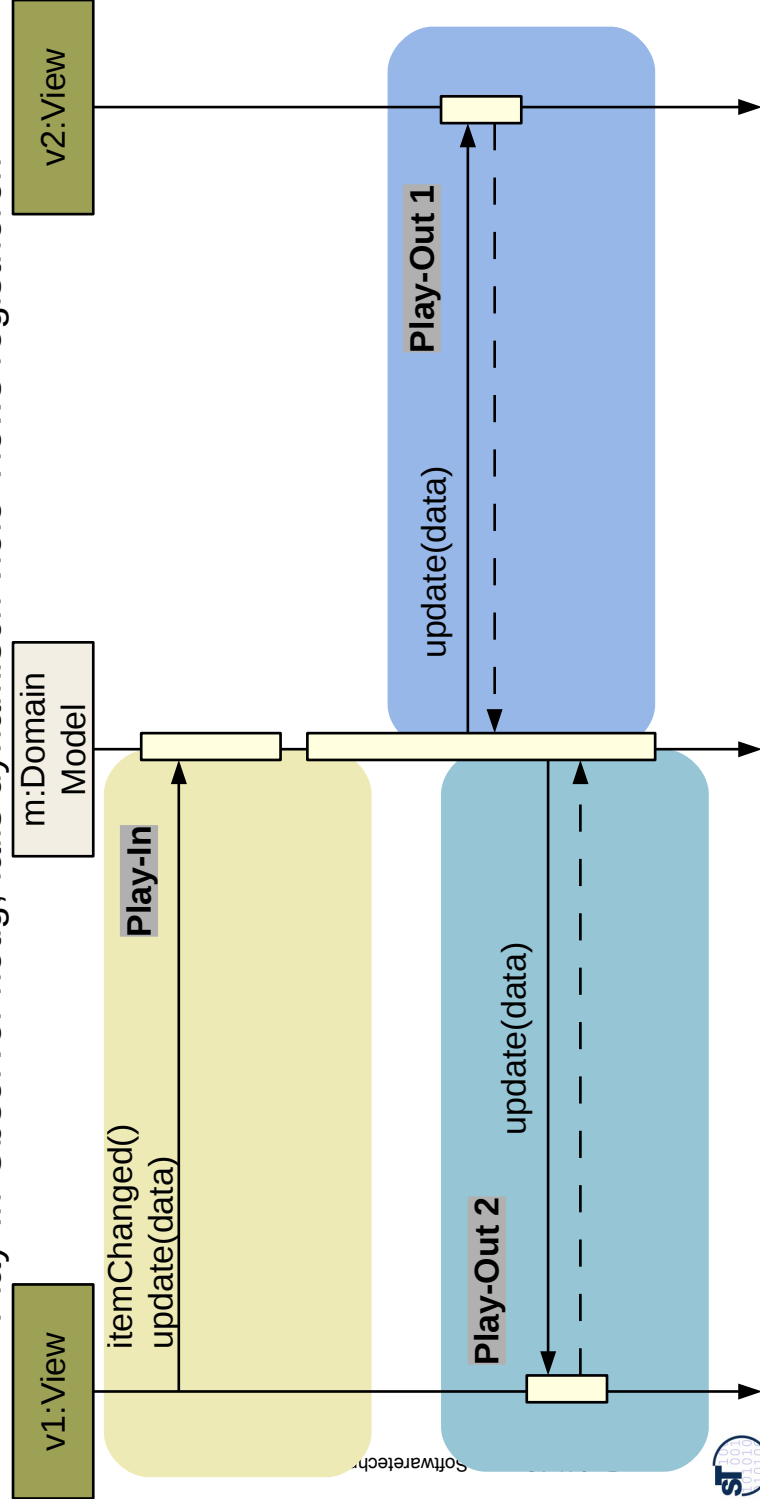 v1:View
m:Domain
Model
v2:View
itemChanged()
update(data)
Play-In
update(data)
Play-Out 1
Play-Out 2
update(data)
ST